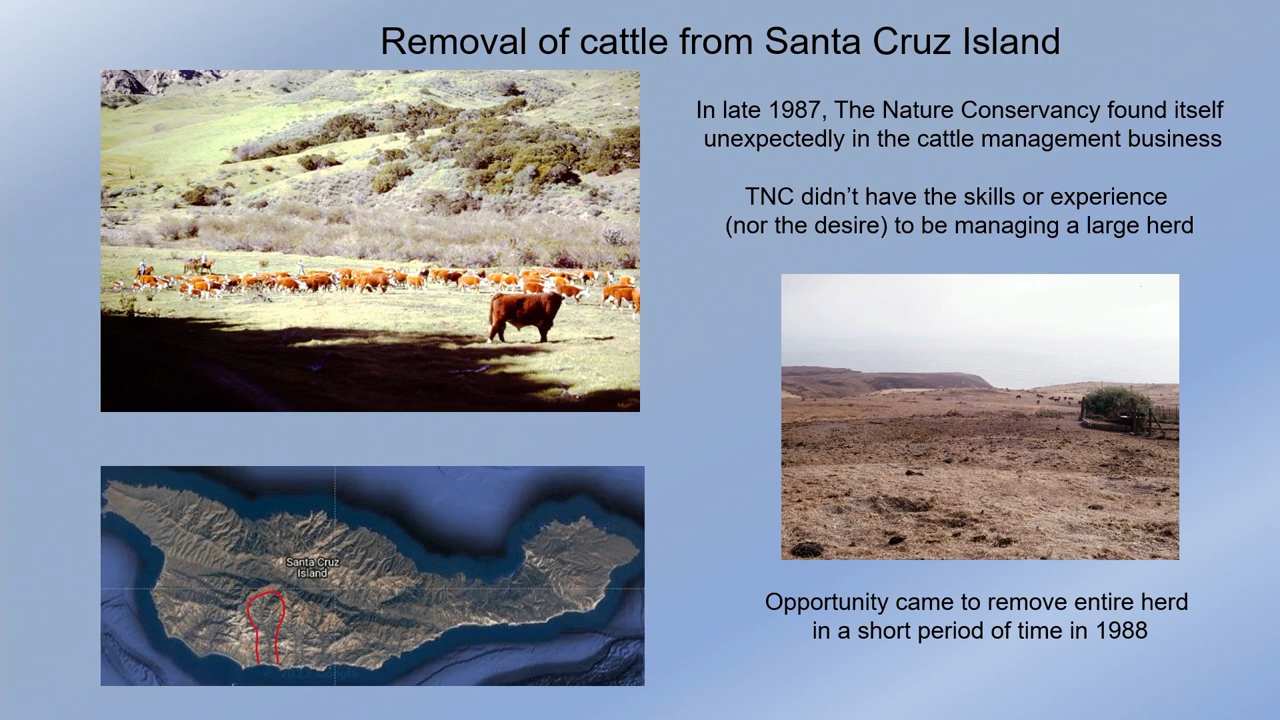 Removal of cattle from Santa Cruz Island
In late 1987, The Nature Conservancy found itself
unexpectedly in the cattle management business
TNC didn’t have the skills or experience
(nor the desire) to be managing a large herd
Santa Cruz
Island
Opportunity came to remove entire herd
in a short period of time in 1988